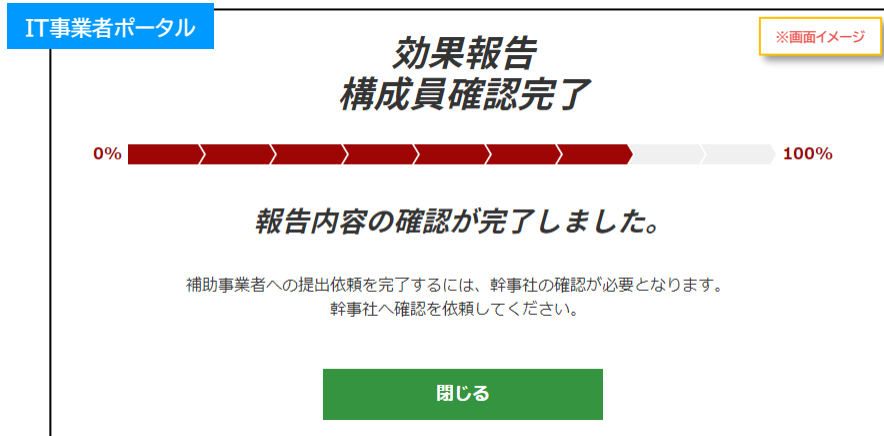 IT事業者ポータル
※画面イメージ
効果報告
構成員確認完了
0%
100%
報告内容の確認が完了しました。
補助事業者への提出依頼を完了するには、幹事社の確認が必要となります。
幹事社へ確認を依頼してください。
閉じる